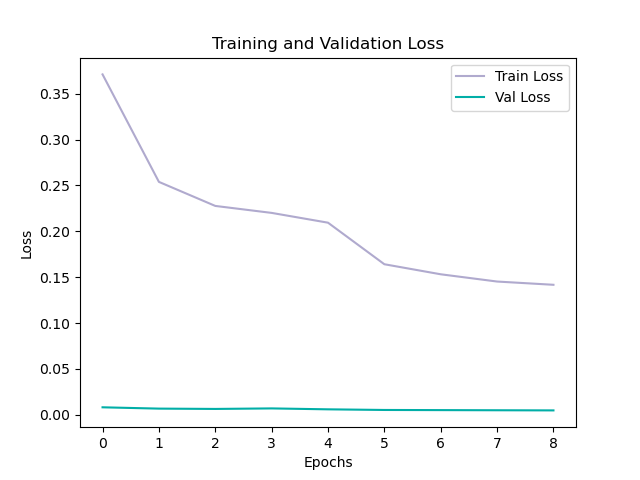 Training and Validation Loss
Train Loss
Val Loss
0.35
0.30
0.25
0.20
0.15
0.10
0.05
0.00
Loss
0 1 2 3 4 5 6 7 8
Epochs